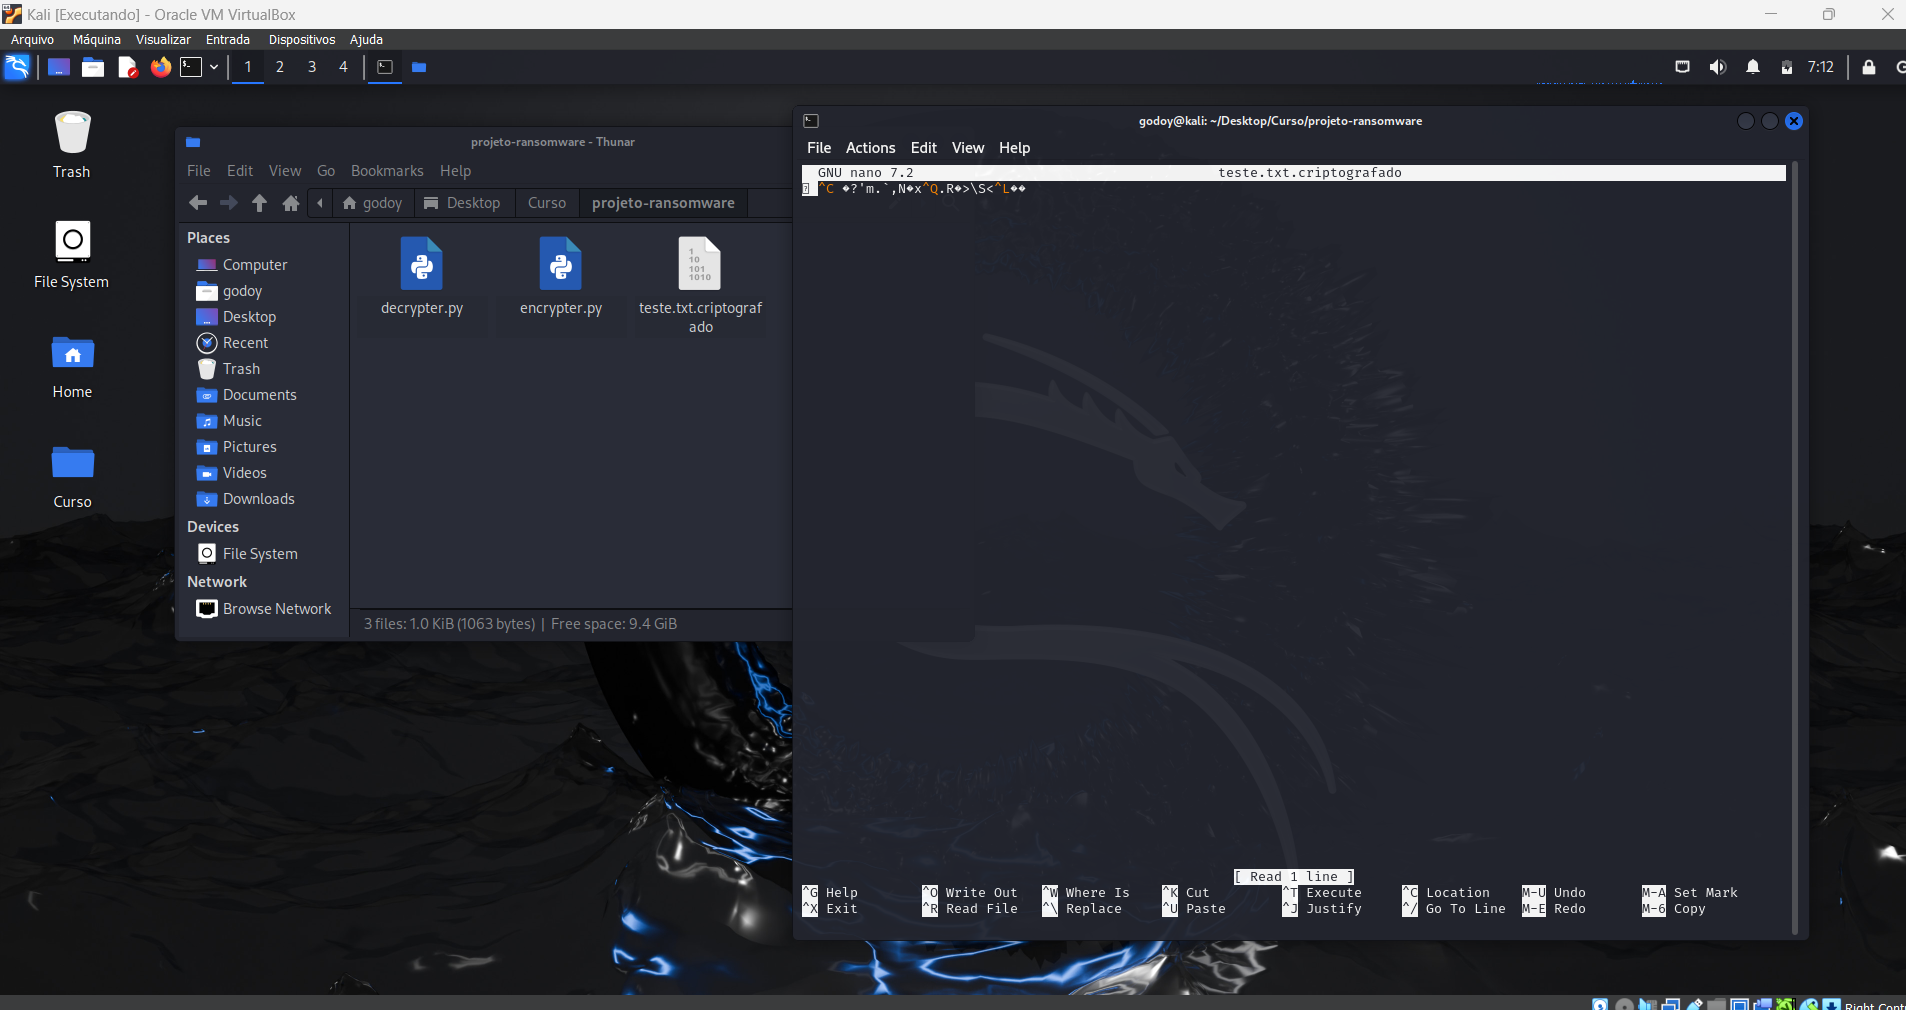 Kali [Executando] - Oracle VM VirtualBox
Arquivo Máquina Visualizar Entrada Dispositivos Ajuda
1 2 3 4
7:12
Trash
File System
Home
Curso
projeto-ransomware - Thunar
File Edit View Go Bookmarks Help
godoy Desktop Curso projeto-ransomware
Places
Computer
godoy
Desktop
Recent
Trash
Documents
Music
Pictures
Videos
Downloads
Devices
File System
Network
Browse Network
decrypter.py
encrypter.py
teste.txt.criptograf
ado
3 files: 1.0 KiB (1063 bytes) | Free space: 9.4 GiB
godoy@kali: ~/Desktop/Curso/projeto-ransomware
File Actions Edit View Help
GNU nano 7.2 teste.txt.criptografado
^C �?'m.`,N�x^Q.R�>\S<^L��
[ Read 1 line ]
^G Help ^O Write Out ^W Where Is ^K Cut ^T Execute ^C Location M-U Undo M-A Set Mark
^X Exit ^R Read File ^\ Replace ^U Paste ^J Justify ^/ Go To Line M-E Redo M-6 Copy